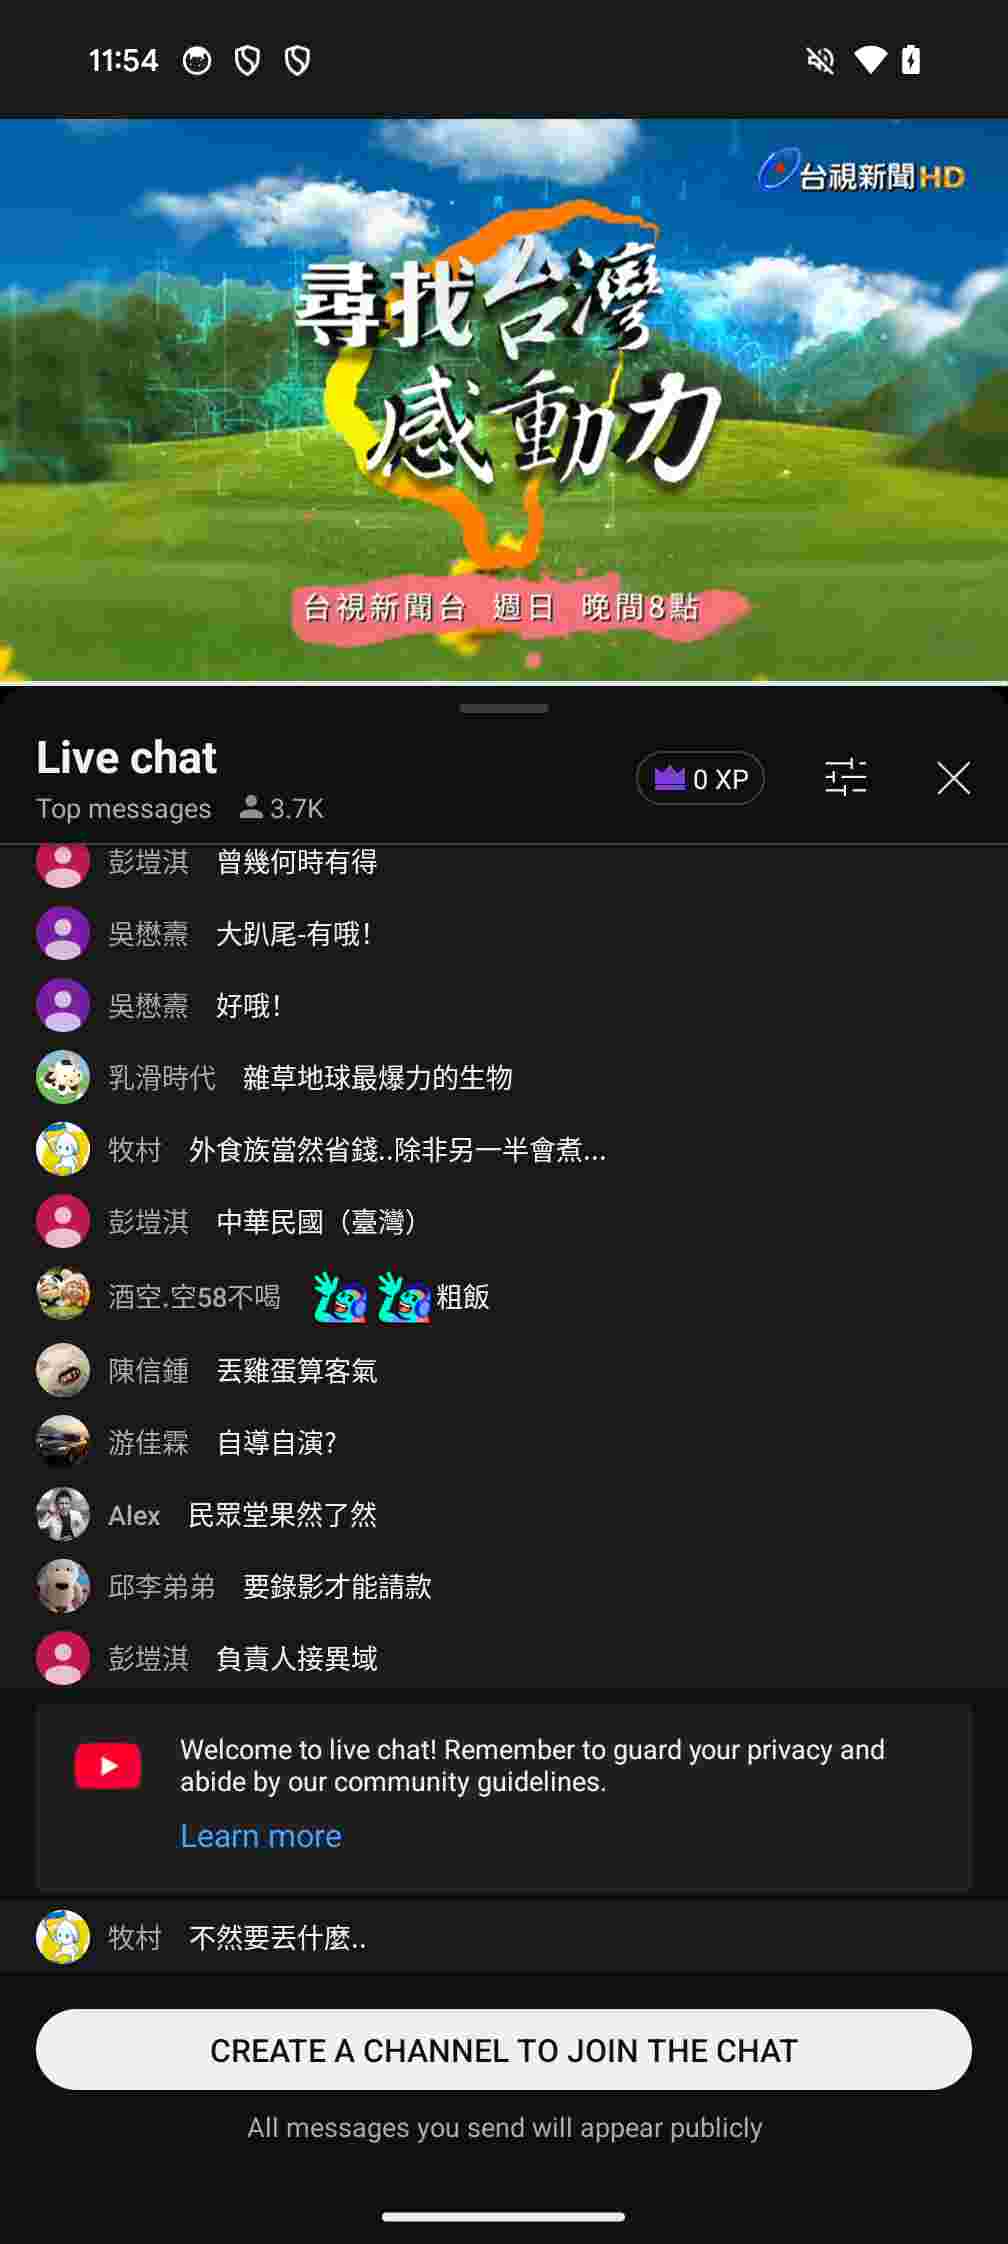 11:54
台視新聞HD
尋找台灣
感動力
台視新聞台 週日 晚間8點
Live chat
0 XP
Top messages 3.7K
彭塏淇 曾幾何時有得
吳懋燾 大趴尾-有哦!
吳懋燾 好哦!
乳滑時代 雜草地球最爆力的生物
牧村 外食族當然省錢..除非另一半會煮...
彭塏淇 中華民國（臺灣）
酒空.空58不喝 粗飯
陳信鍾 丟雞蛋算客氣
游佳霖 自導自演?
Alex 民眾堂果然了然
邱李弟弟 要錄影才能請款
彭塏淇 負責人接異域
Welcome to live chat! Remember to guard your privacy and
abide by our community guidelines.
Learn more
牧村 不然要丟什麼..
CREATE A CHANNEL TO JOIN THE CHAT
All messages you send will appear publicly